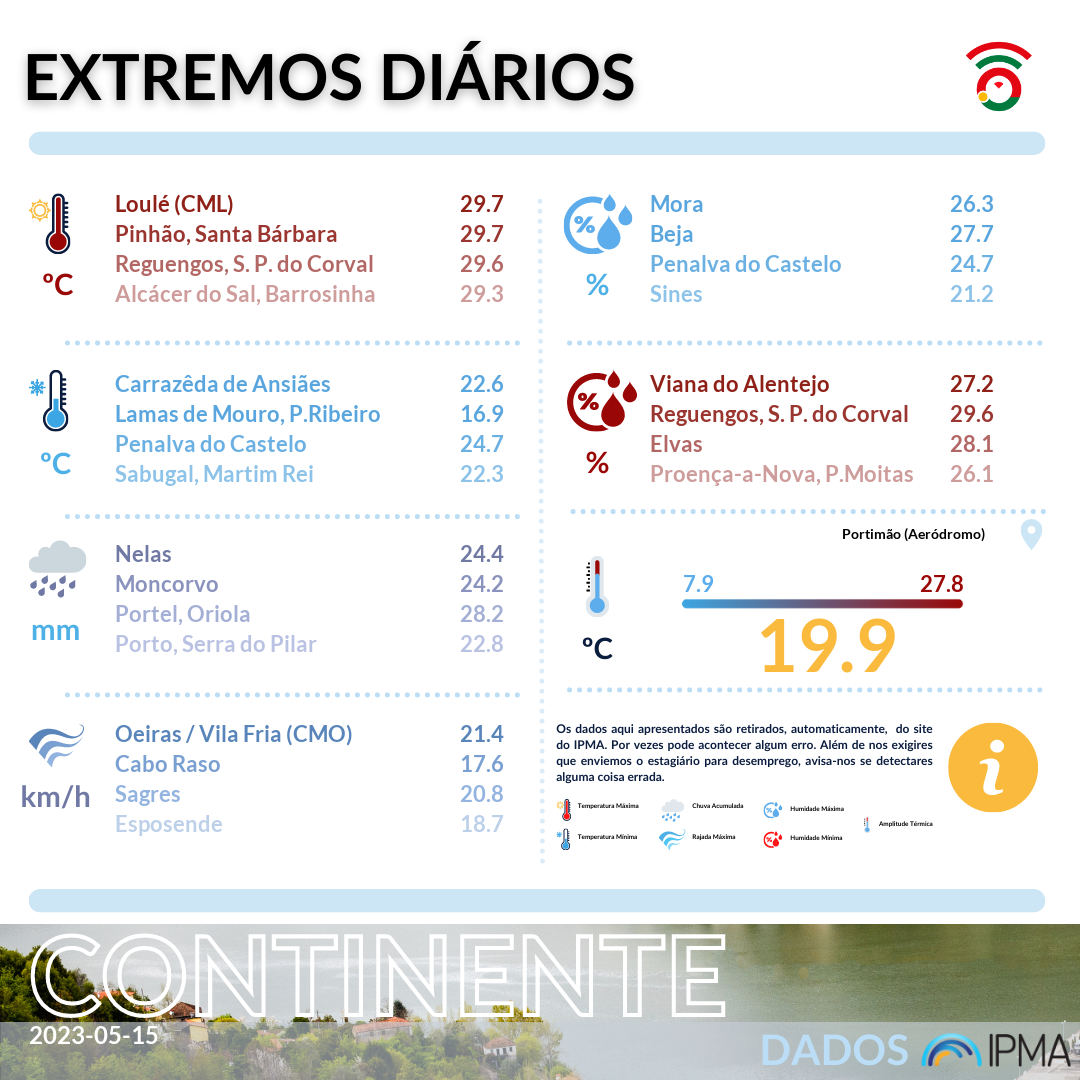 EXTREMOS DIÁRIOS
Loulé (CML) 29.7
Pinhão, Santa Bárbara 29.7
Reguengos, S. P. do Corval 29.6
Alcácer do Sal, Barrosinha 29.3
ºC
Mora 26.3
Beja 27.7
Penalva do Castelo 24.7
Sines 21.2
%
%
Carrazêda de Ansiães 22.6
Lamas de Mouro, P.Ribeiro 16.9
Penalva do Castelo 24.7
Sabugal, Martim Rei 22.3
ºC
Viana do Alentejo 27.2
Reguengos, S. P. do Corval 29.6
Elvas 28.1
Proença-a-Nova, P.Moitas 26.1
%
%
Nelas 24.4
Moncorvo 24.2
Portel, Oriola 28.2
Porto, Serra do Pilar 22.8
mm
Portimão (Aeródromo)
7.9 27.8
19.9
ºC
Oeiras / Vila Fria (CMO) 21.4
Cabo Raso 17.6
Sagres 20.8
Esposende 18.7
km/h
Os dados aqui apresentados são retirados, automaticamente, do site
do IPMA. Por vezes pode acontecer algum erro. Além de nos exigires
que enviemos o estagiário para desemprego, avisa-nos se detectares
alguma coisa errada.
i
Temperatura Máxima
Chuva Acumulada
Humidade Máxima
Amplitude Térmica
Temperatura Mínima
Rajada Máxima
Humidade Mínima
CONTINENTE
2023-05-15
DADOS IPMA